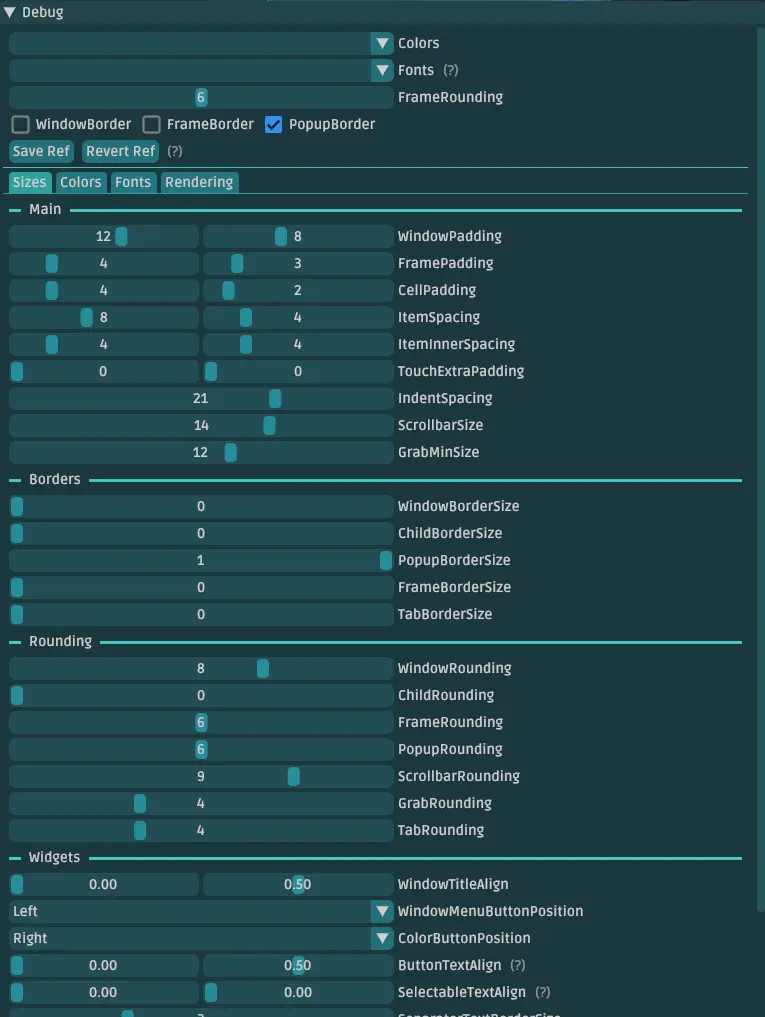 Debug
Colors
Fonts (?)
6 FrameRounding
WindowBorder FrameBorder PopupBorder
Save Ref Revert Ref (?)
Sizes Colors Fonts Rendering
Main
12 8 WindowPadding
4 3 FramePadding
4 2 CellPadding
8 4 ItemSpacing
4 4 ItemInnerSpacing
0 0 TouchExtraPadding
21 IndentSpacing
14 ScrollbarSize
12 GrabMinSize
Borders
0 WindowBorderSize
0 ChildBorderSize
1 PopupBorderSize
0 FrameBorderSize
0 TabBorderSize
Rounding
8 WindowRounding
0 ChildRounding
6 FrameRounding
6 PopupRounding
9 ScrollbarRounding
4 GrabRounding
4 TabRounding
Widgets
0.00 0.50 WindowTitleAlign
Left WindowMenuButtonPosition
Right ColorButtonPosition
0.00 0.50 ButtonTextAlign (?)
0.00 0.00 SelectableTextAlign (?)
SeparatorTextBorderSize